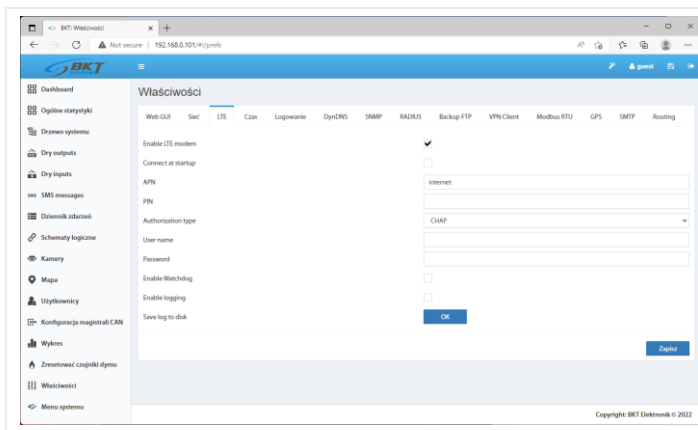 BKT: Właściwości
Not secure | 192.168.0.101/#!/prefs
BKT
guest
Dashboard
Ogólne statystyki
Drzewo systemu
Dry outputs
Dry inputs
SMS SMS messages
Dziennik zdarzeń
Schematy logiczne
Kamery
Mapa
Użytkownicy
Konfiguracja magistrali CAN
Wykres
Zresetować czujniki dymu
Właściwości
Menu systemu
Właściwości
Web GUI Sieć LTE Czas Logowanie DynDNS SNMP RADIUS Backup FTP VPN Client Modbus RTU GPS SMTP Routing
Enable LTE modem
Connect at startup
APN internet
PIN
Authorization type CHAP
User name
Password
Enable Watchdog
Enable logging
Save log to disk OK
Zapisz
Copyright: BKT Elektronik © 2022